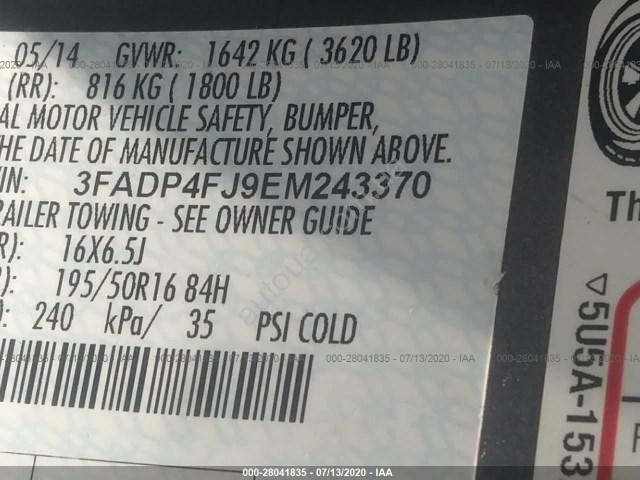 05/14 GVWR: 1642 KG ( 3620 LB)
(RR): 816 KG ( 1800 LB)
AL MOTOR VEHICLE SAFETY, BUMPER,
THE DATE OF MANUFACTURE SHOWN ABOVE.
VIN: 3FADP4FJ9EM243370
RAILER TOWING - SEE OWNER GUIDE
R): 16X6.5J
): 195/50R16 84H
: 240 kPa/ 35 PSI COLD
Th
5U5A-153
000-28041835 - 07/13/2020 - IAA